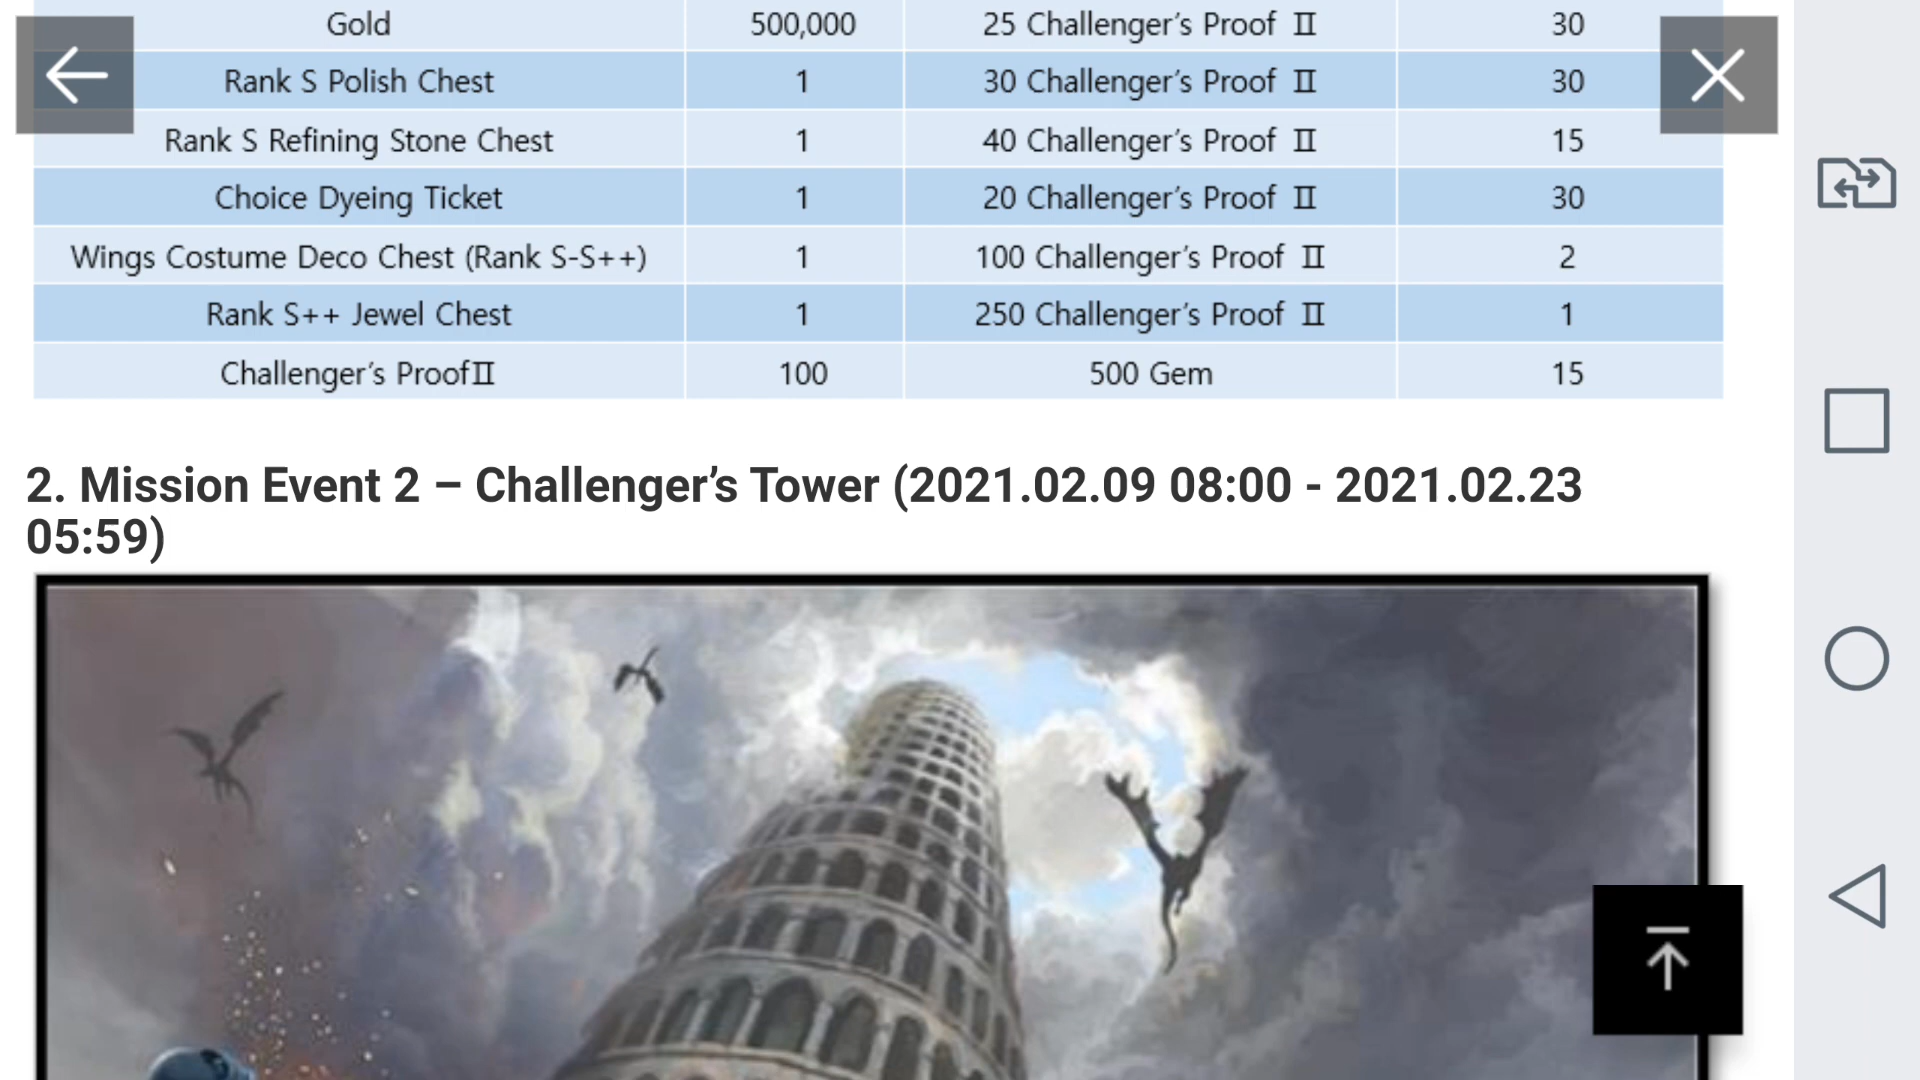 Gold 500,000 25 Challenger's Proof Ⅱ 30
Rank S Polish Chest 1 30 Challenger's Proof Ⅱ 30
Rank S Refining Stone Chest 1 40 Challenger's Proof Ⅱ 15
Choice Dyeing Ticket 1 20 Challenger's Proof Ⅱ 30
Wings Costume Deco Chest (Rank S-S++) 1 100 Challenger's Proof Ⅱ 2
Rank S++ Jewel Chest 1 250 Challenger's Proof Ⅱ 1
Challenger's ProofⅡ 100 500 Gem 15
2. Mission Event 2 – Challenger’s Tower (2021.02.09 08:00 - 2021.02.23
05:59)